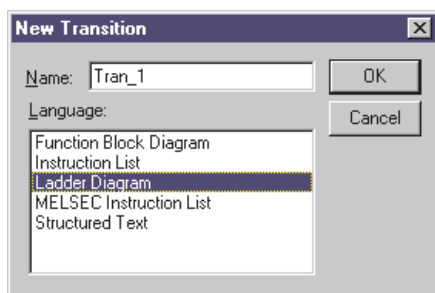 New Transition
Name: Tran_1
OK
Language:
Cancel
Function Block Diagram
Instruction List
Ladder Diagram
MELSEC Instruction List
Structured Text